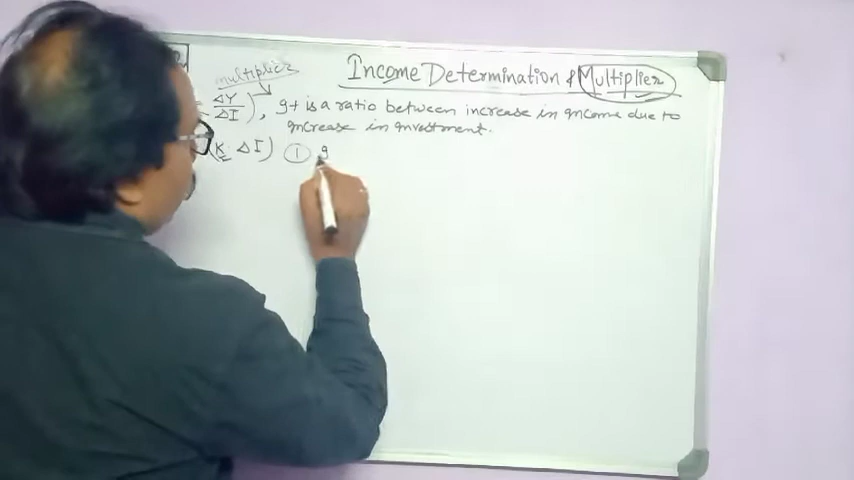 Income Determination & Multiplier
multiplier
ΔY/ΔI ) , It is a ratio between increase in income due to
increase in investment.
(K ΔI) ① I